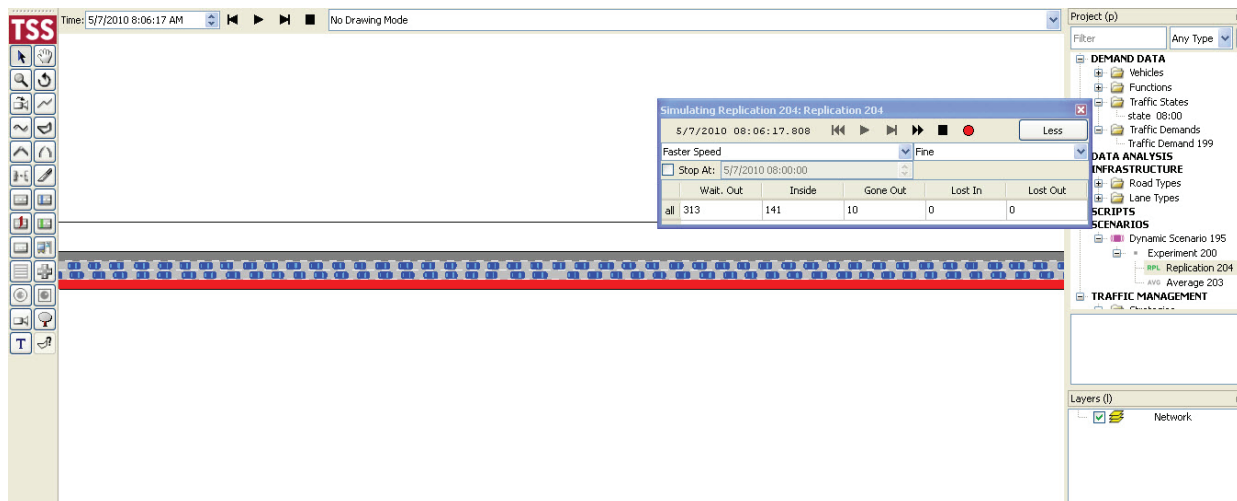 TSS
Time: 5/7/2010 8:06:17 AM
No Drawing Mode
T
Simulating Replication 204: Replication 204
5/7/2010 08:06:17.808
Less
Faster Speed
Fine
Stop At: 5/7/2010 08:00:00
Wait. Out Inside Gone Out Lost In Lost Out
all 313 141 10 0 0
Project (p)
Filter Any Type
DEMAND DATA
Vehicles
Functions
Traffic States
state 08:00
Traffic Demands
Traffic Demand 199
DATA ANALYSIS
INFRASTRUCTURE
Road Types
Lane Types
SCRIPTS
SCENARIOS
Dynamic Scenario 195
Experiment 200
RPL Replication 204
AVG Average 203
TRAFFIC MANAGEMENT
Layers (l)
Network